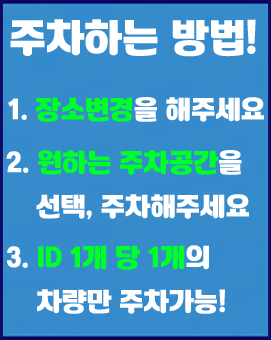 주차하는 방법!
1. 장소변경을 해주세요
2. 원하는 주차공간을
선택, 주차해주세요
3. ID 1개 당 1개의
차량만 주차가능!